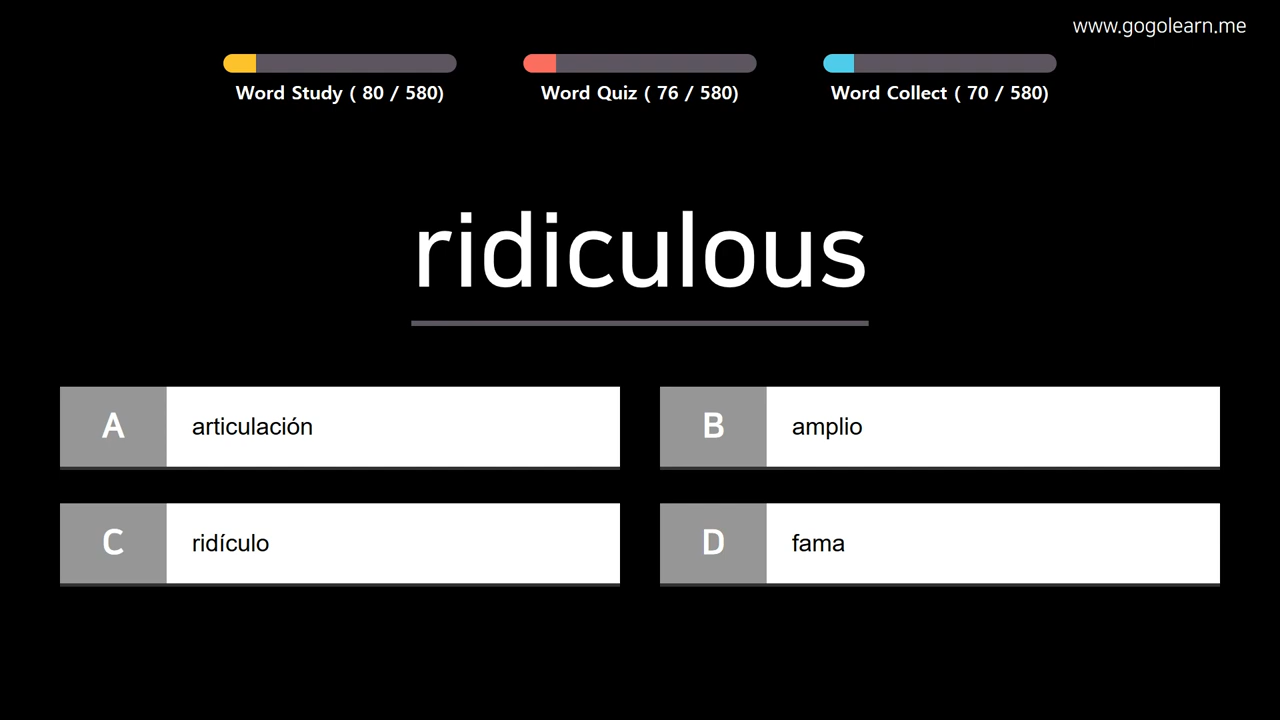 www.gogolearn.me
Word Study ( 80 / 580)
Word Quiz ( 76 / 580)
Word Collect ( 70 / 580)
ridiculous
A articulación
B amplio
C ridículo
D fama